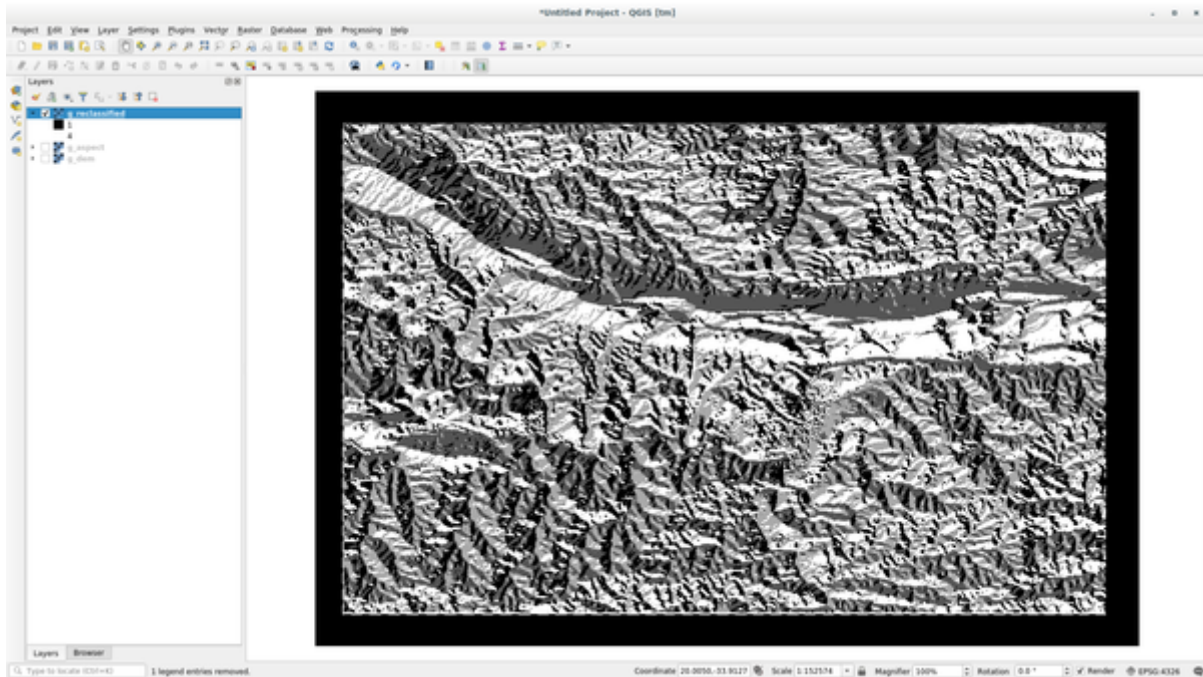 *Untitled Project - QGIS [tm]
Project Edit View Layer Settings Plugins Vector Raster Database Web Processing Help
Layers
g_reclassified
1
4
g_aspect
g_dem
Layers Browser
Type to locate (Ctrl+K) 1 legend entries removed. Coordinate 20.0050,-33.9127 Scale 1:152574 Magnifier 100% Rotation 0.0 ° Render EPSG:4326